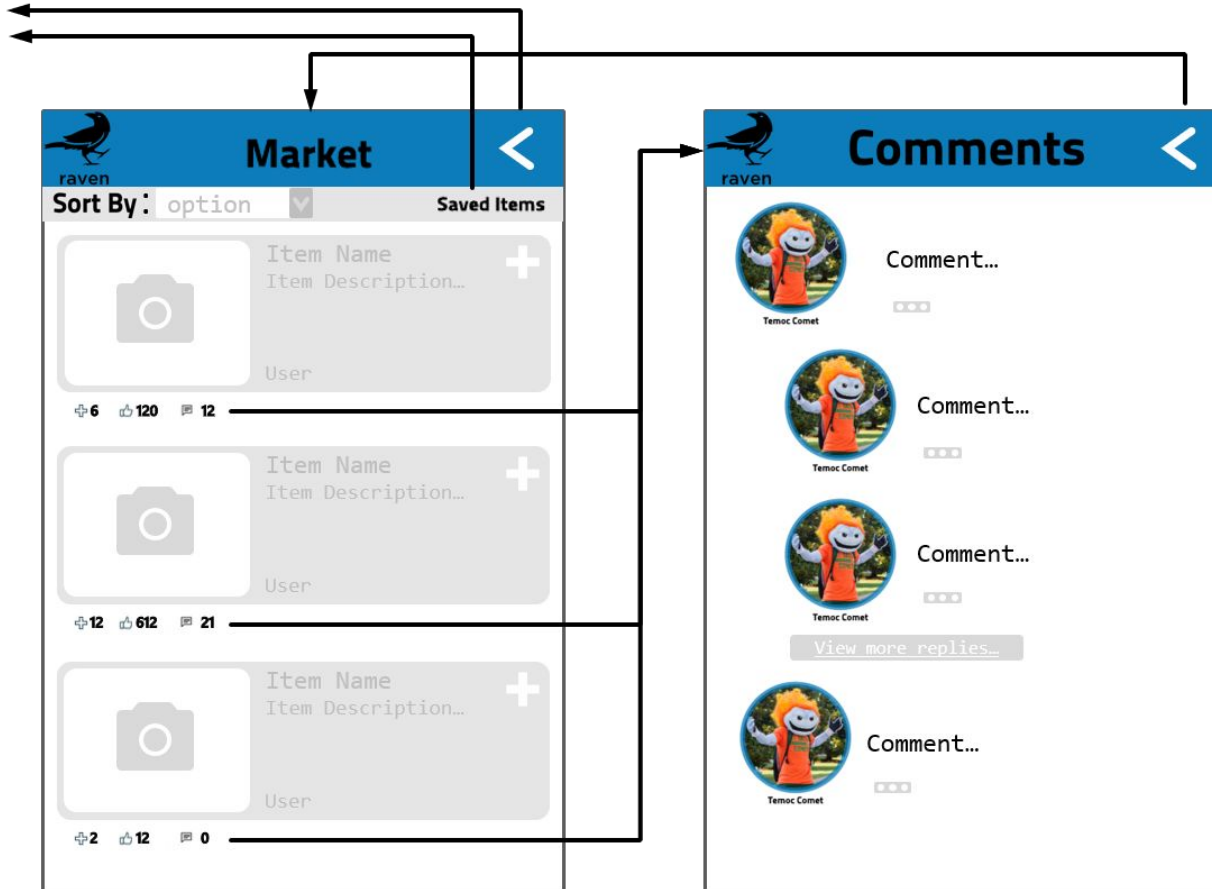 raven
Market
Sort By: option
Saved Items
Item Name
Item Description…
User
6 120 12
Item Name
Item Description…
User
12 612 21
Item Name
Item Description…
User
2 12 0
raven
Comments
Comment…
Temoc Comet
Comment…
Temoc Comet
Comment…
Temoc Comet
View more replies…
Comment…
Temoc Comet